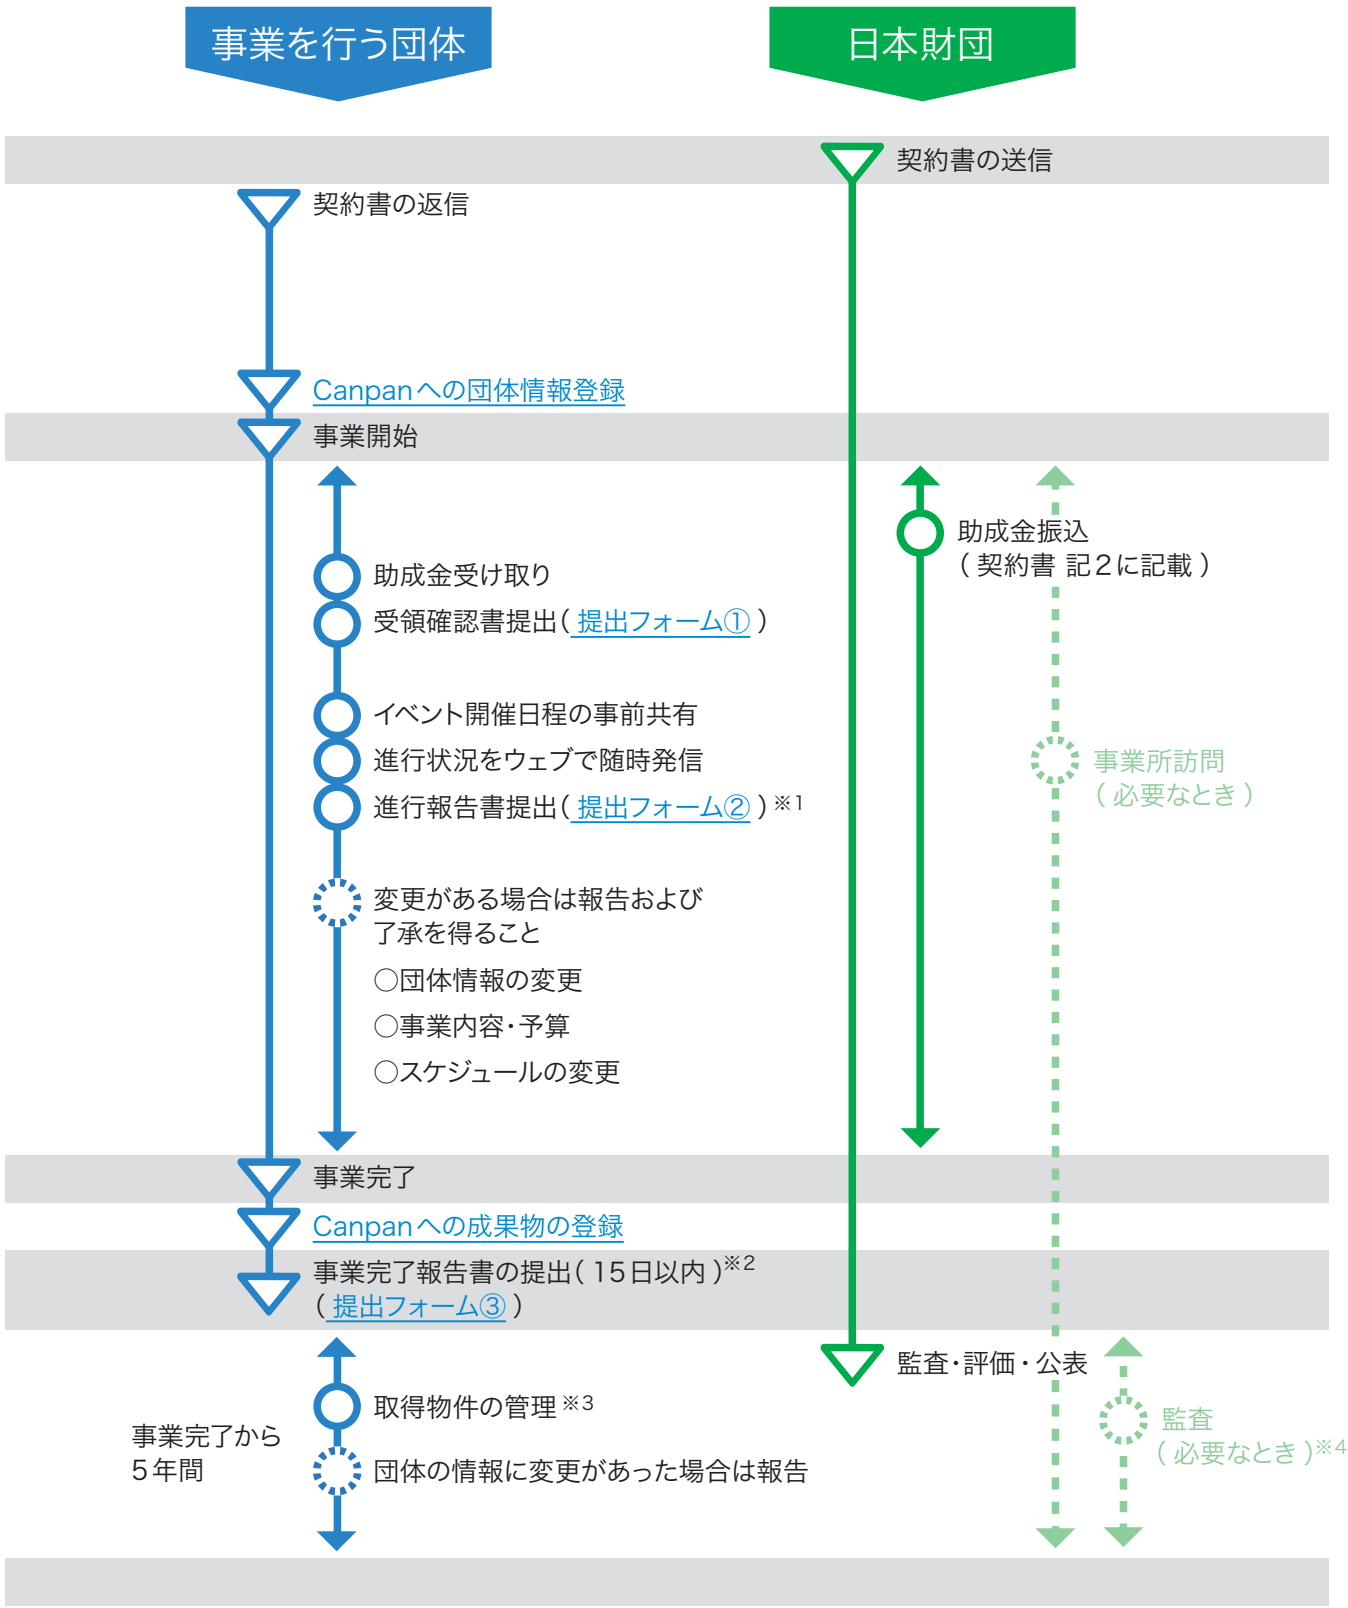 事業を行う団体
日本財団
契約書の送信
契約書の返信
Canpanへの団体情報登録
事業開始
助成金振込
（契約書 記2に記載）
助成金受け取り
受領確認書提出（提出フォーム①）
イベント開催日程の事前共有
進行状況をウェブで随時発信
進行報告書提出（提出フォーム②）※1
事業所訪問
（必要なとき）
変更がある場合は報告および
了承を得ること
○団体情報の変更
○事業内容・予算
○スケジュールの変更
事業完了
Canpanへの成果物の登録
事業完了報告書の提出（15日以内）※2
（提出フォーム③）
監査・評価・公表
事業完了から
5年間
取得物件の管理※3
団体の情報に変更があった場合は報告
監査
（必要なとき）※4